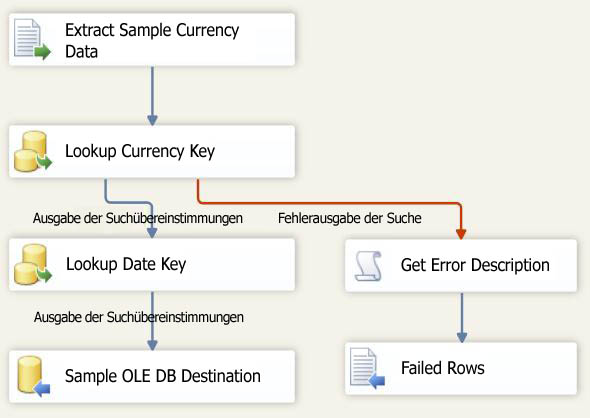 Extract Sample Currency
Data
Lookup Currency Key
Ausgabe der Suchübereinstimmungen
Fehlerausgabe der Suche
Lookup Date Key
Get Error Description
Ausgabe der Suchübereinstimmungen
Sample OLE DB Destination
Failed Rows